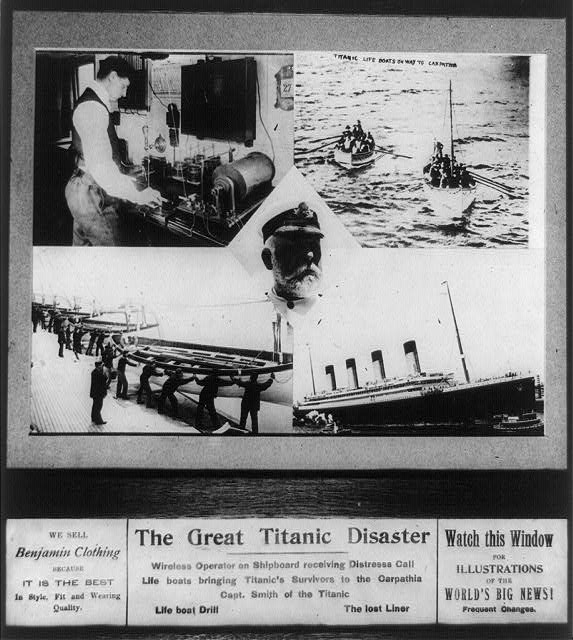 TITANIC LIFE BOATS ON WAY TO CARPATHIA
27
WE SELL
Benjamin Clothing
BECAUSE
IT IS THE BEST
In Style, Fit and Wearing
Quality.
The Great Titanic Disaster
Wireless Operator on Shipboard receiving Distresss Call
Life boats bringing Titanic's Survivors to the Carpathia
Capt. Smith of the Titanic
Life boat Drill
The lost Liner
Watch this Window
FOR
ILLUSTRATIONS
OF THE
WORLD'S BIG NEWS!
Frequent Changes.